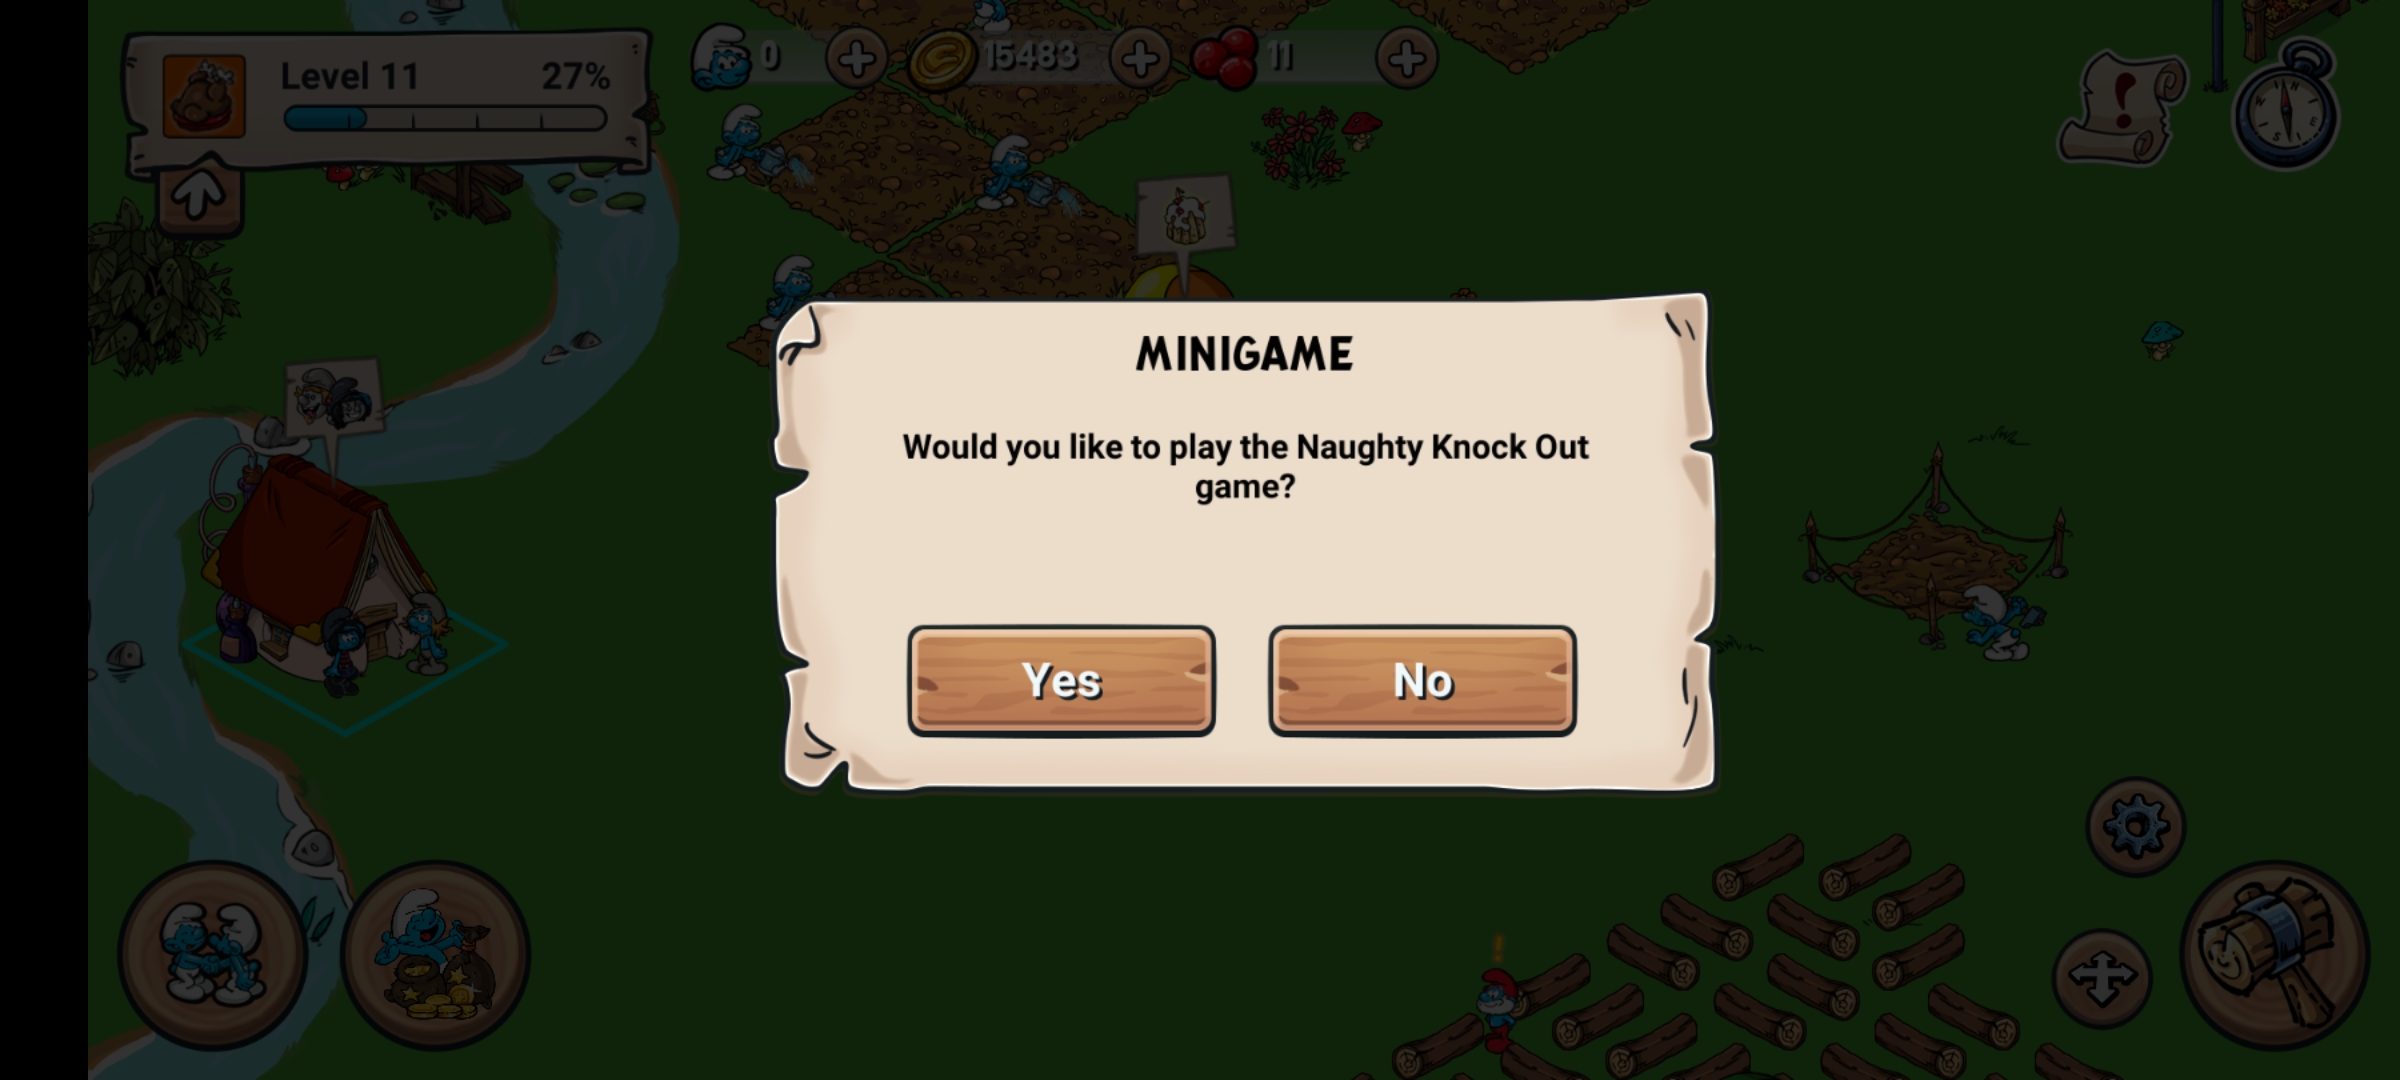 Level 11 27%
0 15483 11
MINIGAME
Would you like to play the Naughty Knock Out
game?
Yes No